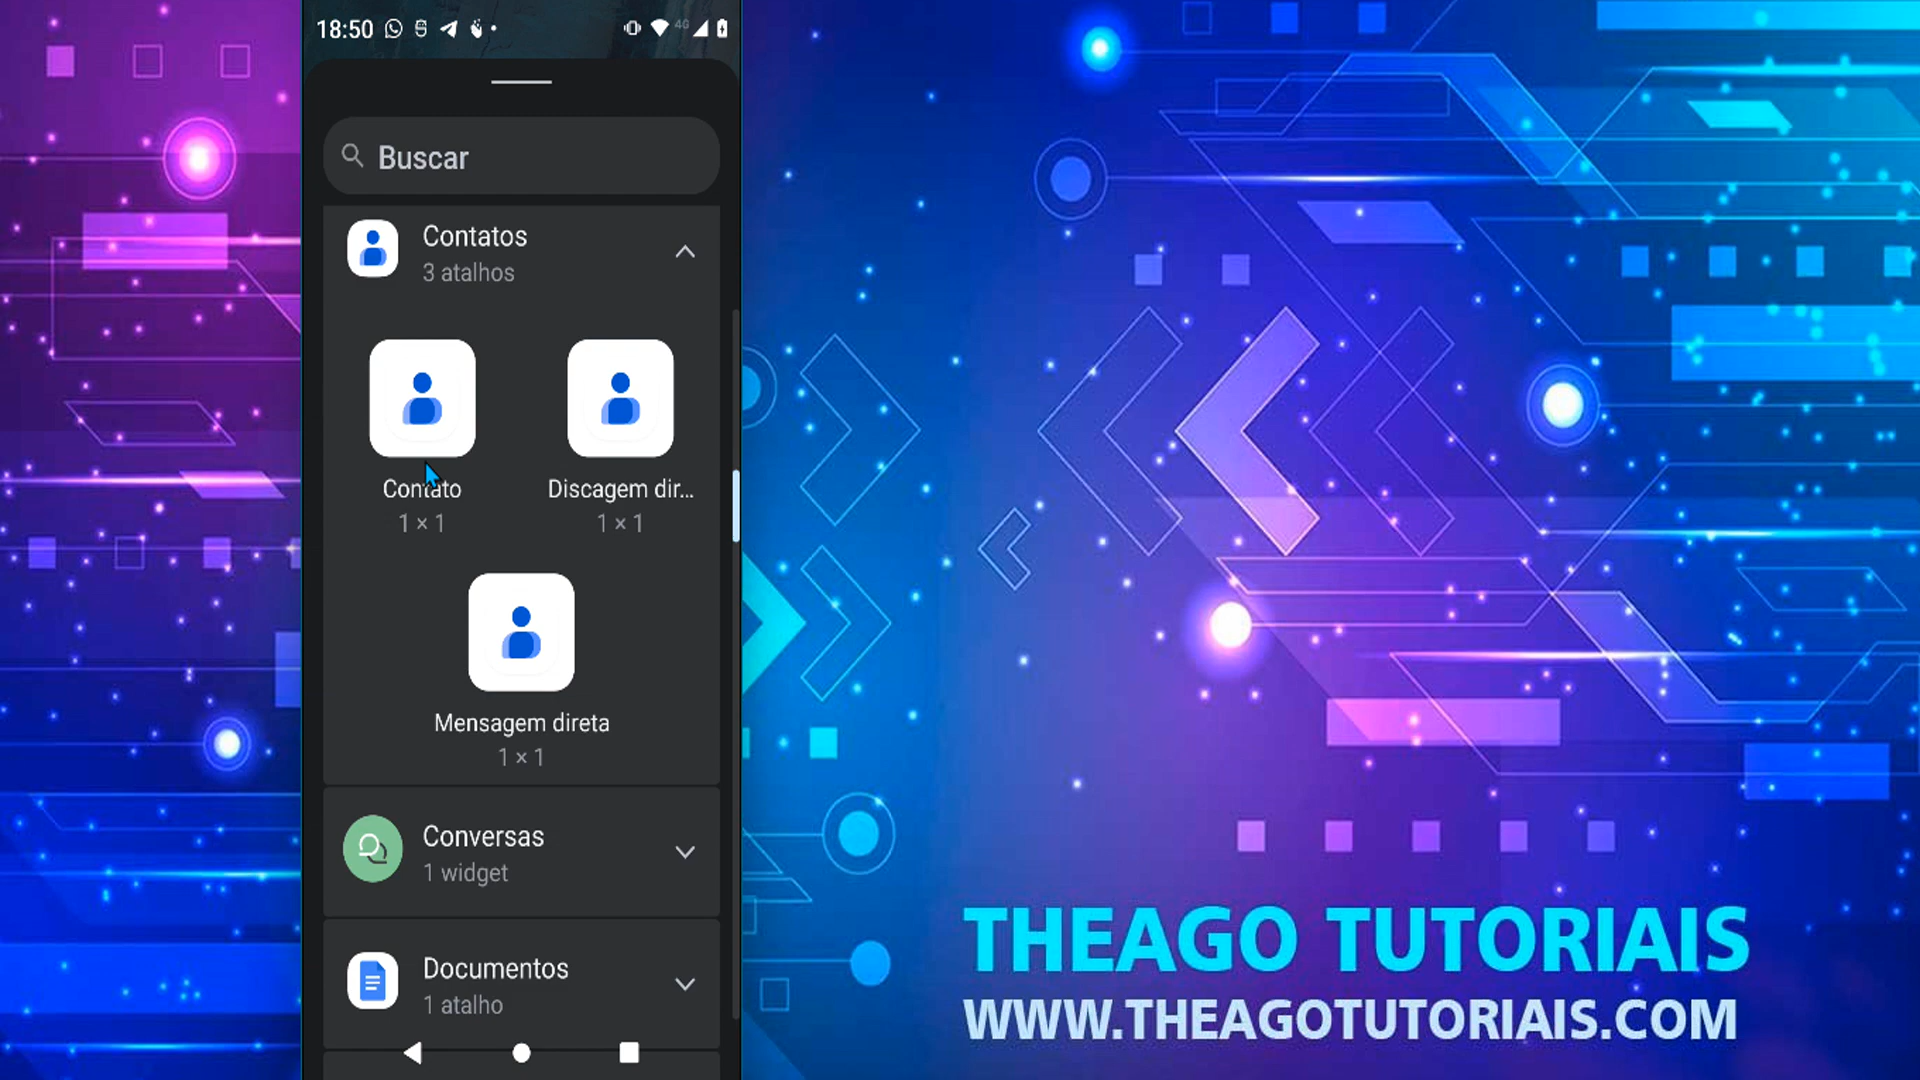 18:50
4G
Buscar
Contatos
3 atalhos
Contato
1 × 1
Discagem dir...
1 × 1
Mensagem direta
1 × 1
Conversas
1 widget
Documentos
1 atalho
THEAGO TUTORIAIS
WWW.THEAGOTUTORIAIS.COM